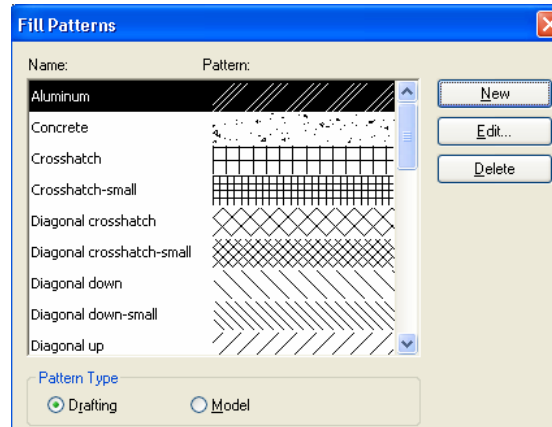 Fill Patterns
Name: Pattern:
Aluminum
Concrete
Crosshatch
Crosshatch-small
Diagonal crosshatch
Diagonal crosshatch-small
Diagonal down
Diagonal down-small
Diagonal up
New
Edit...
Delete
Pattern Type
Drafting Model